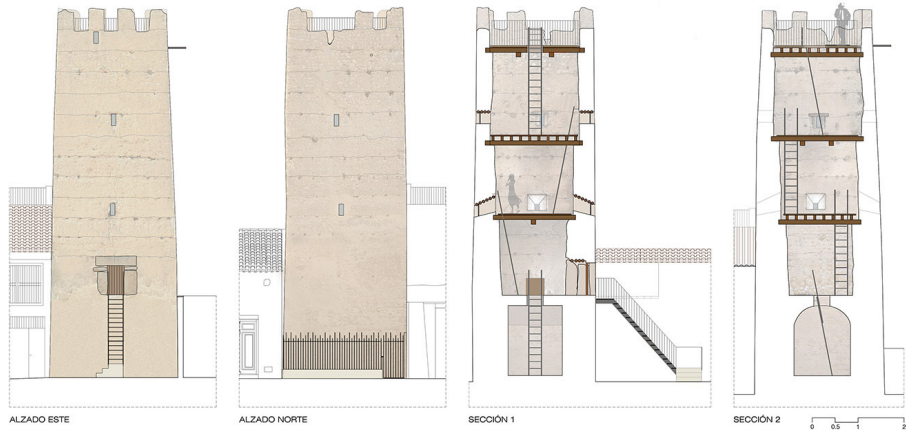 ALZADO ESTE
ALZADO NORTE
SECCIÓN 1
SECCIÓN 2
0 0.5 1 2